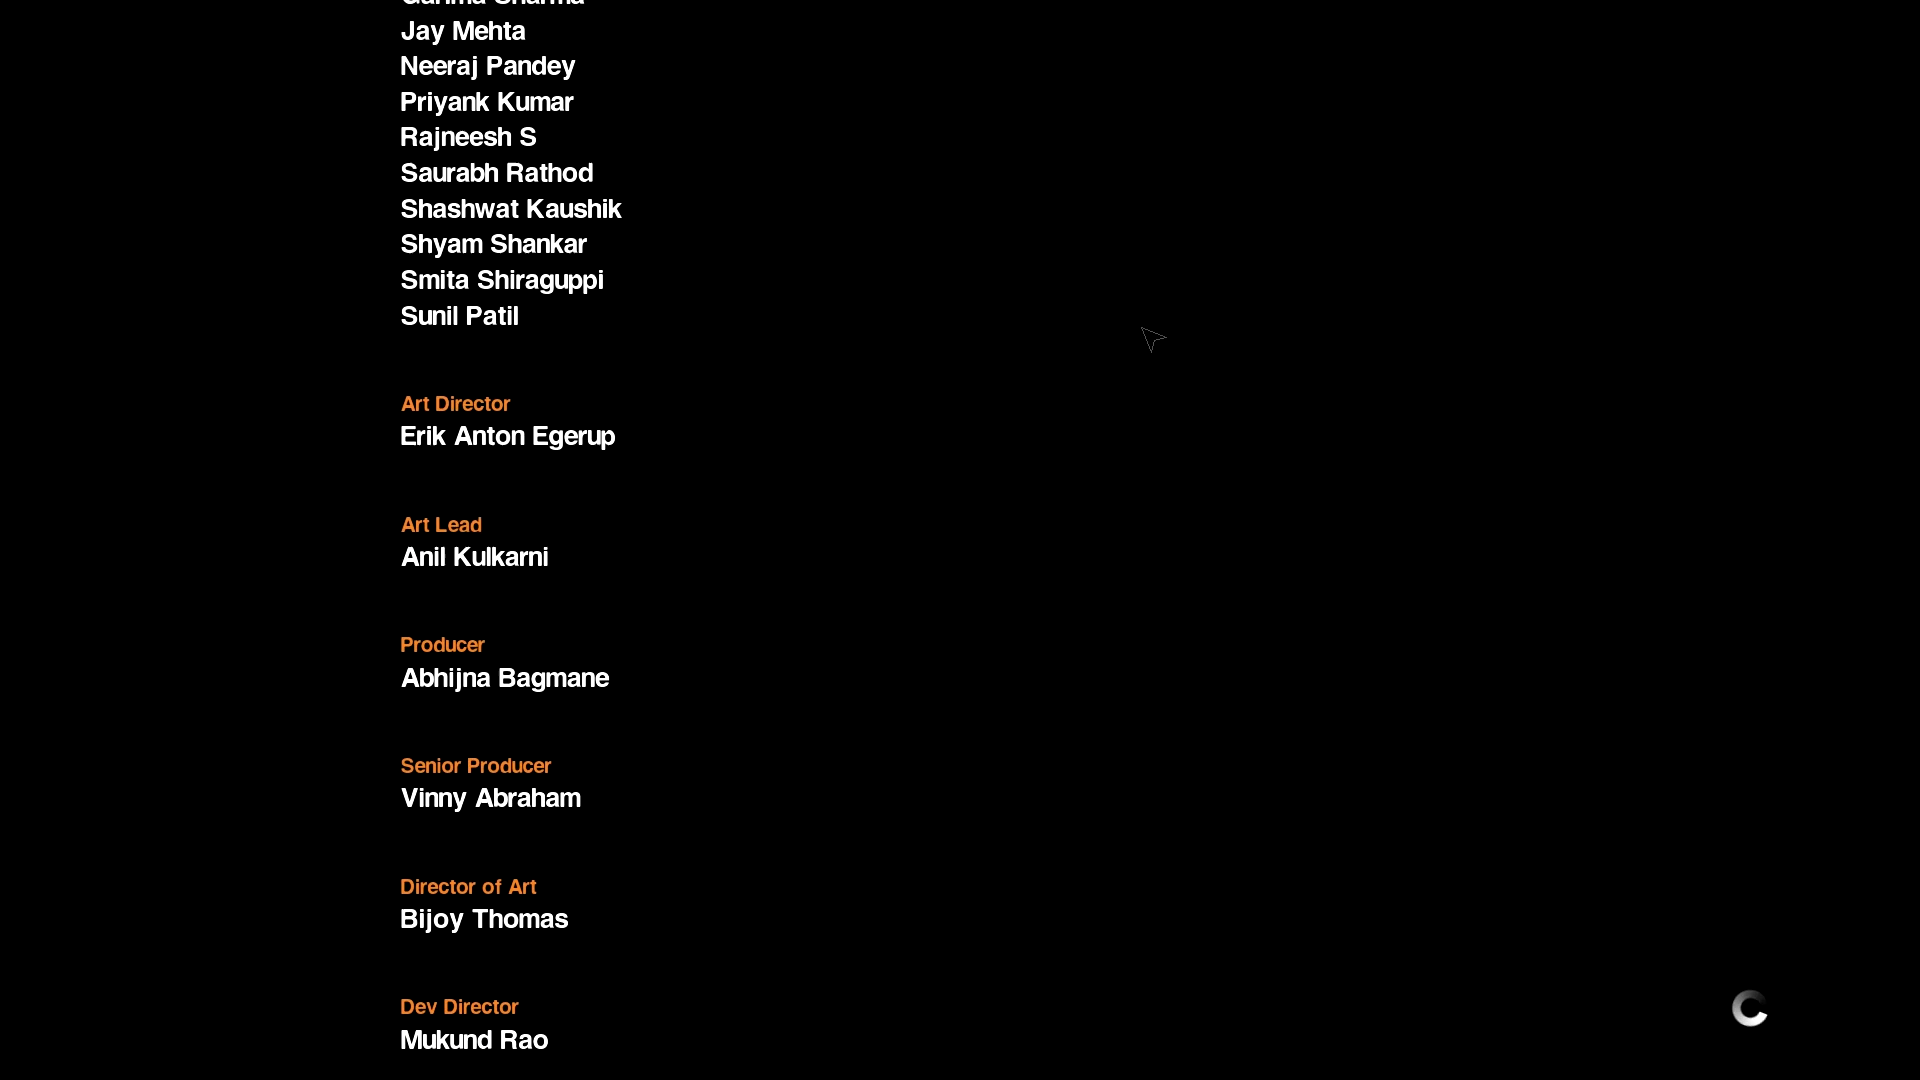 Jay Mehta
Neeraj Pandey
Priyank Kumar
Rajneesh S
Saurabh Rathod
Shashwat Kaushik
Shyam Shankar
Smita Shiraguppi
Sunil Patil
Art Director
Erik Anton Egerup
Art Lead
Anil Kulkarni
Producer
Abhijna Bagmane
Senior Producer
Vinny Abraham
Director of Art
Bijoy Thomas
Dev Director
Mukund Rao